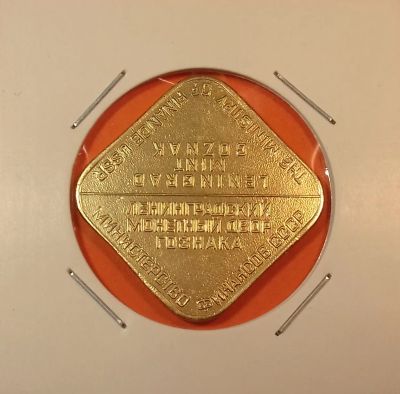 THE MINISTRY OF FINANCE USSR
LENINGRAD
MINT
GOZNAK
ЛЕНИНГРАДСКИЙ
МОНЕТНЫЙ ДВОР
ГОЗНАКА
МИНИСТЕРСТВО ФИНАНСОВ СССР